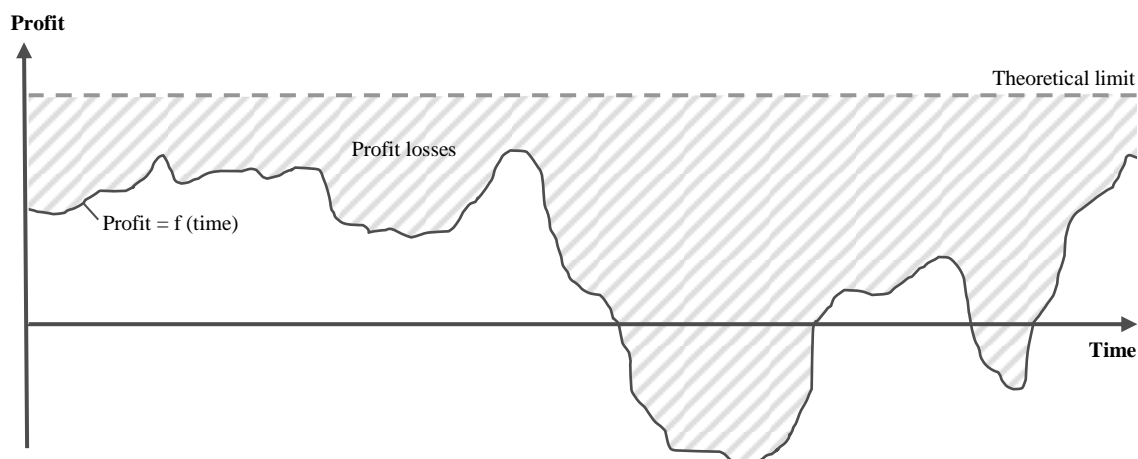 Profit
Theoretical limit
Profit losses
Profit = f (time)
Time